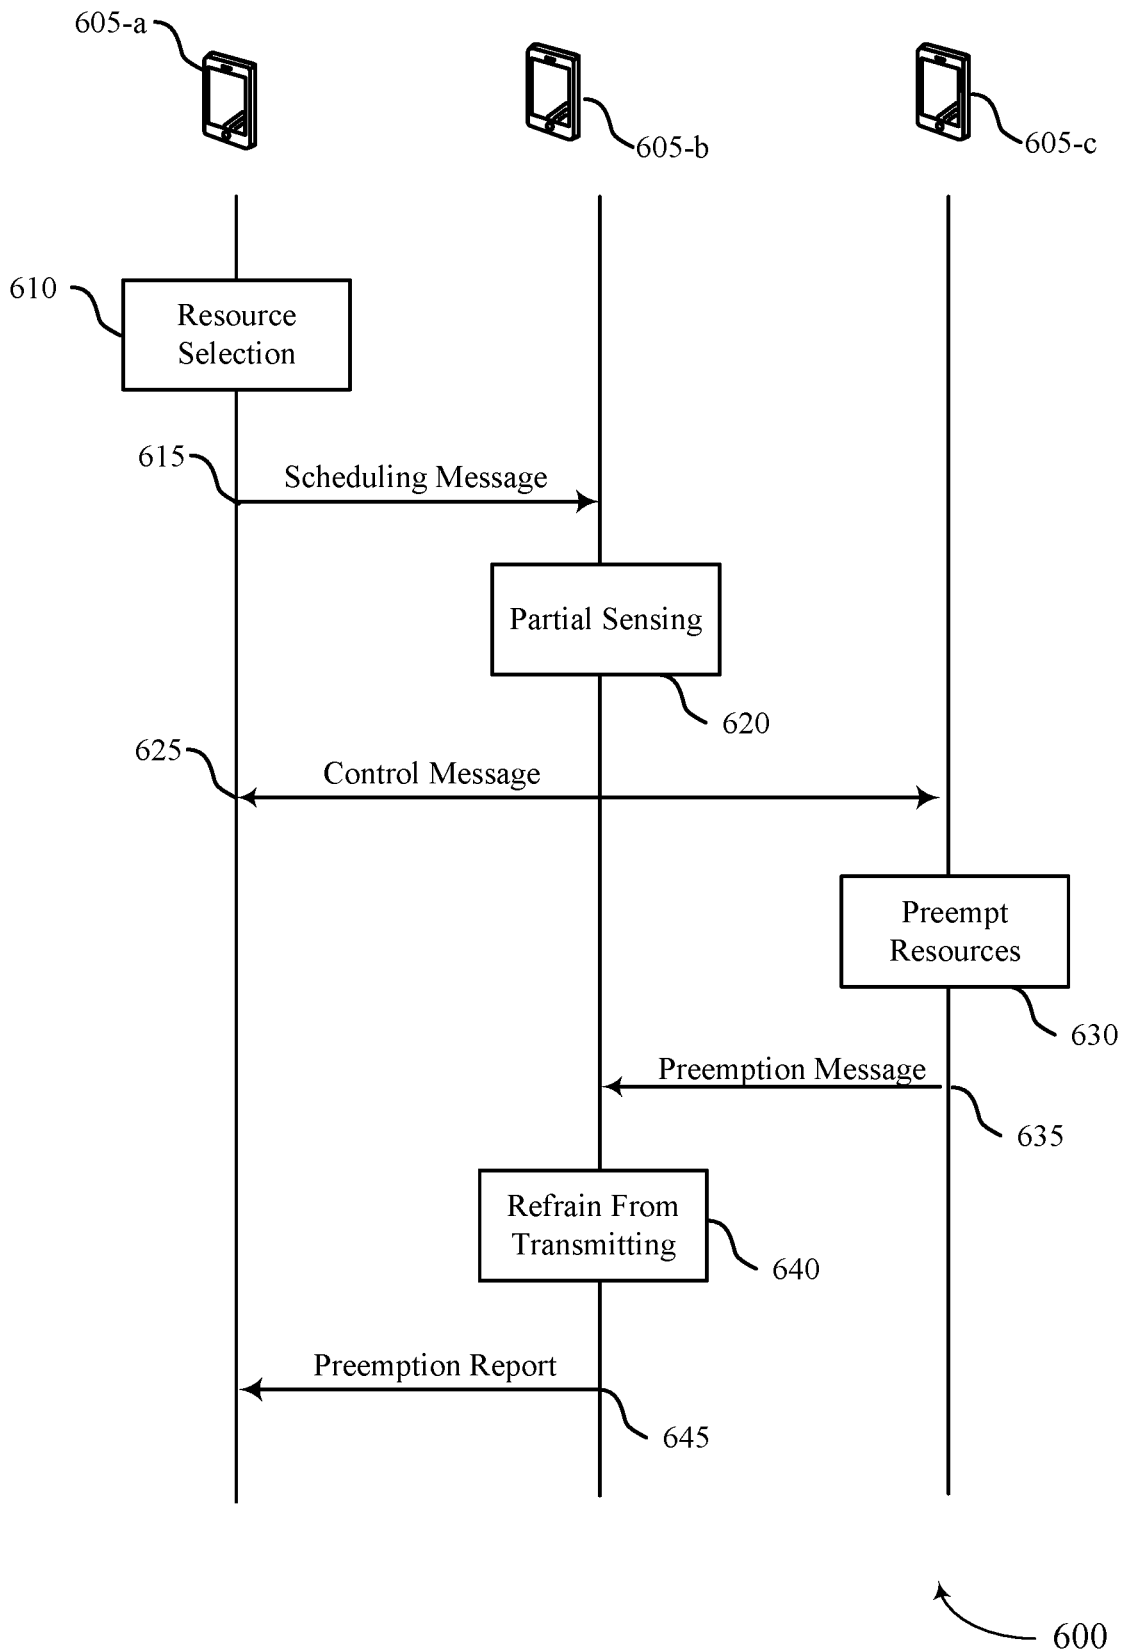 605-a
605-b
605-c
610
Resource
Selection
615
Scheduling Message
Partial Sensing
620
625
Control Message
Preempt
Resources
630
Preemption Message
635
Refrain From
Transmitting
640
Preemption Report
645
600